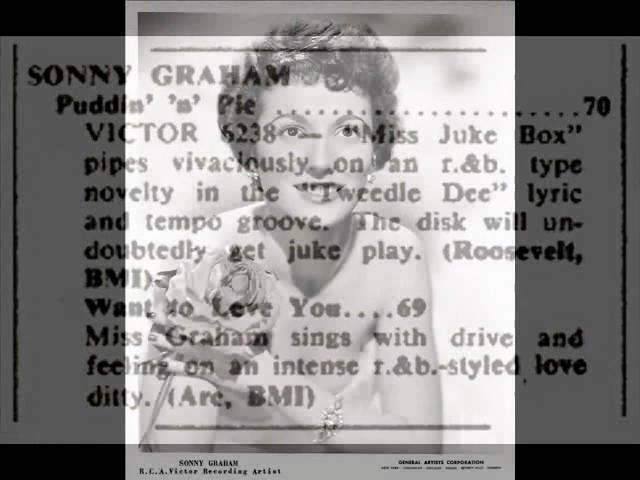 SONNY GRAHAM
Puddin' 'n' Pie ..............................70
VICTOR 6238 — "Miss Juke Box"
pipes vivaciously on an r.&b. type
novelty in the "Tweedle Dee" lyric
and tempo groove. The disk will un-
doubtedly get juke play. (Roosevelt,
BMI)
Want to Love You....69
Miss Graham sings with drive and
feeling on an intense r.&b.-styled love
ditty. (Arc, BMI)
SONNY GRAHAM
R.C.A.Victor Recording Artist
GENERAL ARTISTS CORPORATION